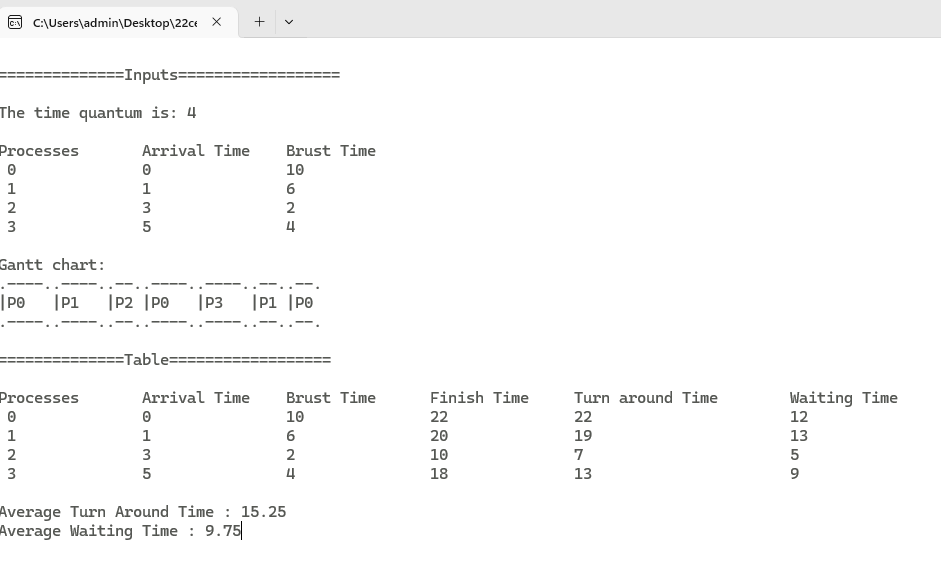 C:\Users\admin\Desktop\22ce
==============Inputs==================
The time quantum is: 4
Processes       Arrival Time    Brust Time
 0              0               10
 1              1               6
 2              3               2
 3              5               4
Gantt chart:
.----..----..--..----..----..--..--.
|P0   |P1   |P2 |P0   |P3   |P1 |P0
.----..----..--..----..----..--..--.
==============Table==================
Processes       Arrival Time    Brust Time      Finish Time     Turn around Time        Waiting Time
 0              0               10              22              22                      12
 1              1               6               20              19                      13
 2              3               2               10              7                       5
 3              5               4               18              13                      9
Average Turn Around Time : 15.25
Average Waiting Time : 9.75